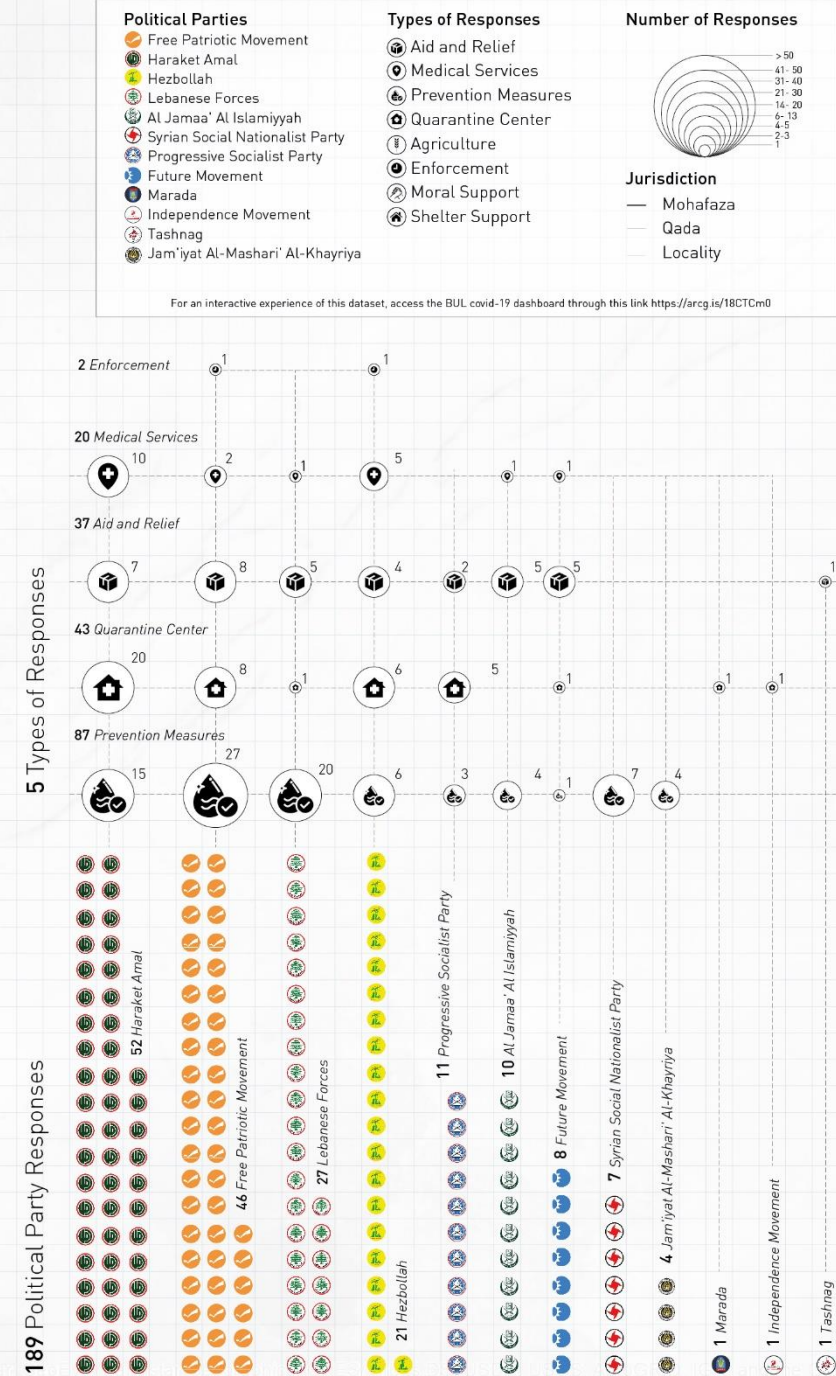 Political Parties
Free Patriotic Movement
Haraket Amal
Hezbollah
Lebanese Forces
Al Jamaa' Al Islamiyyah
Syrian Social Nationalist Party
Progressive Socialist Party
Future Movement
Marada
Independence Movement
Tashnag
Jam'iyat Al-Mashari' Al-Khayriya
Types of Responses
Aid and Relief
Medical Services
Prevention Measures
Quarantine Center
Agriculture
Enforcement
Moral Support
Shelter Support
Number of Responses
> 50
41- 50
31- 40
21 - 30
14- 20
6- 13
4-5
2-3
1
Jurisdiction
Mohafaza
Qada
Locality
For an interactive experience of this dataset, access the BUL covid-19 dashboard through this link https://arcg.is/18CTCm0
5 Types of Responses
2 Enforcement
1 1
20 Medical Services
10 2 1 5 1 1
37 Aid and Relief
7 8 5 4 2 5 5 1
43 Quarantine Center
20 8 1 6 5 1 1 1
87 Prevention Measures
15 27 20 6 3 4 1 7 4
189 Political Party Responses
52 Haraket Amal
46 Free Patriotic Movement
27 Lebanese Forces
21 Hezbollah
11 Progressive Socialist Party
10 Al Jamaa' Al Islamiyyah
8 Future Movement
7 Syrian Social Nationalist Party
4 Jam'iyat Al-Mashari' Al-Khayriya
1 Marada
1 Independence Movement
1 Tashnag